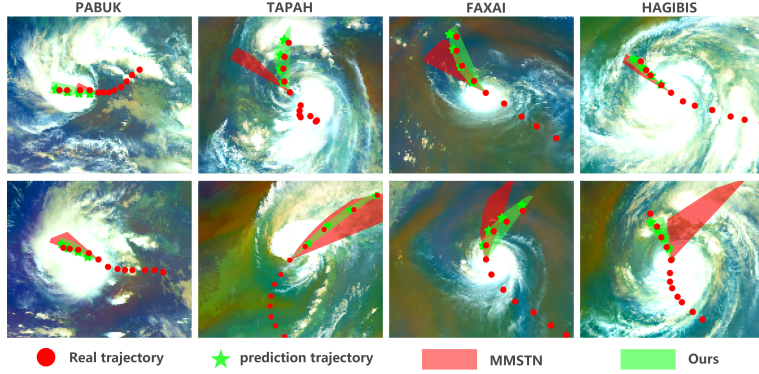 PABUK TAPAH FAXAI HAGIBIS
Real trajectory prediction trajectory MMSTN Ours